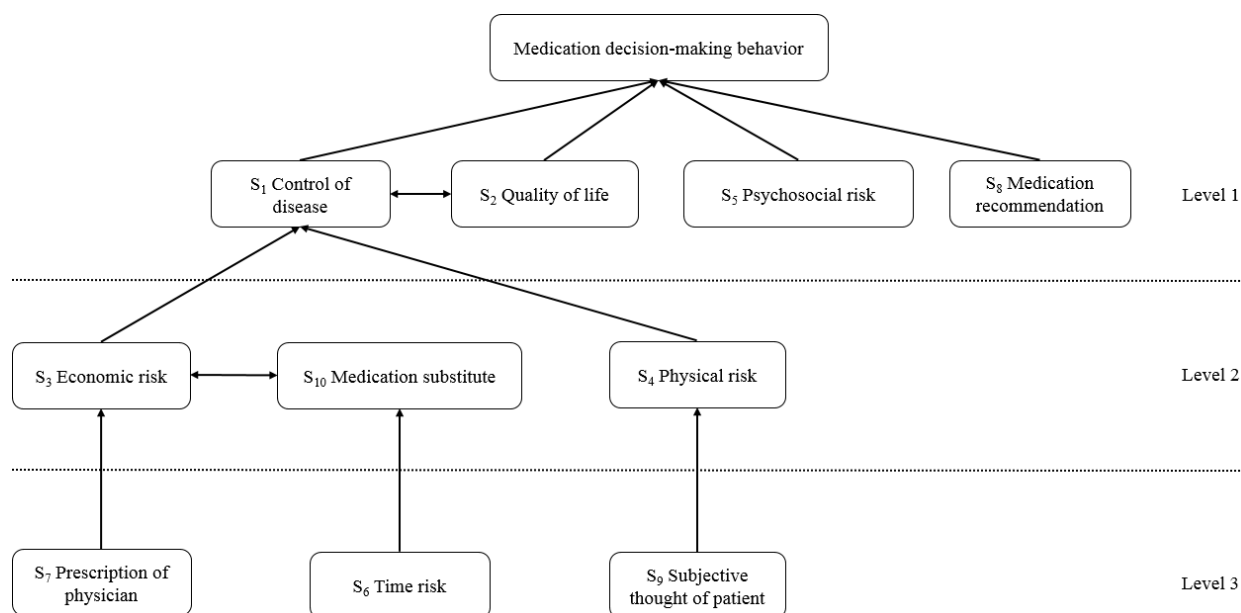 Medication decision-making behavior
S₁ Control of
disease
S₂ Quality of life
S₅ Psychosocial risk
S₈ Medication
recommendation
Level 1
S₃ Economic risk
S₁₀ Medication substitute
S₄ Physical risk
Level 2
S₇ Prescription of
physician
S₆ Time risk
S₉ Subjective
thought of patient
Level 3